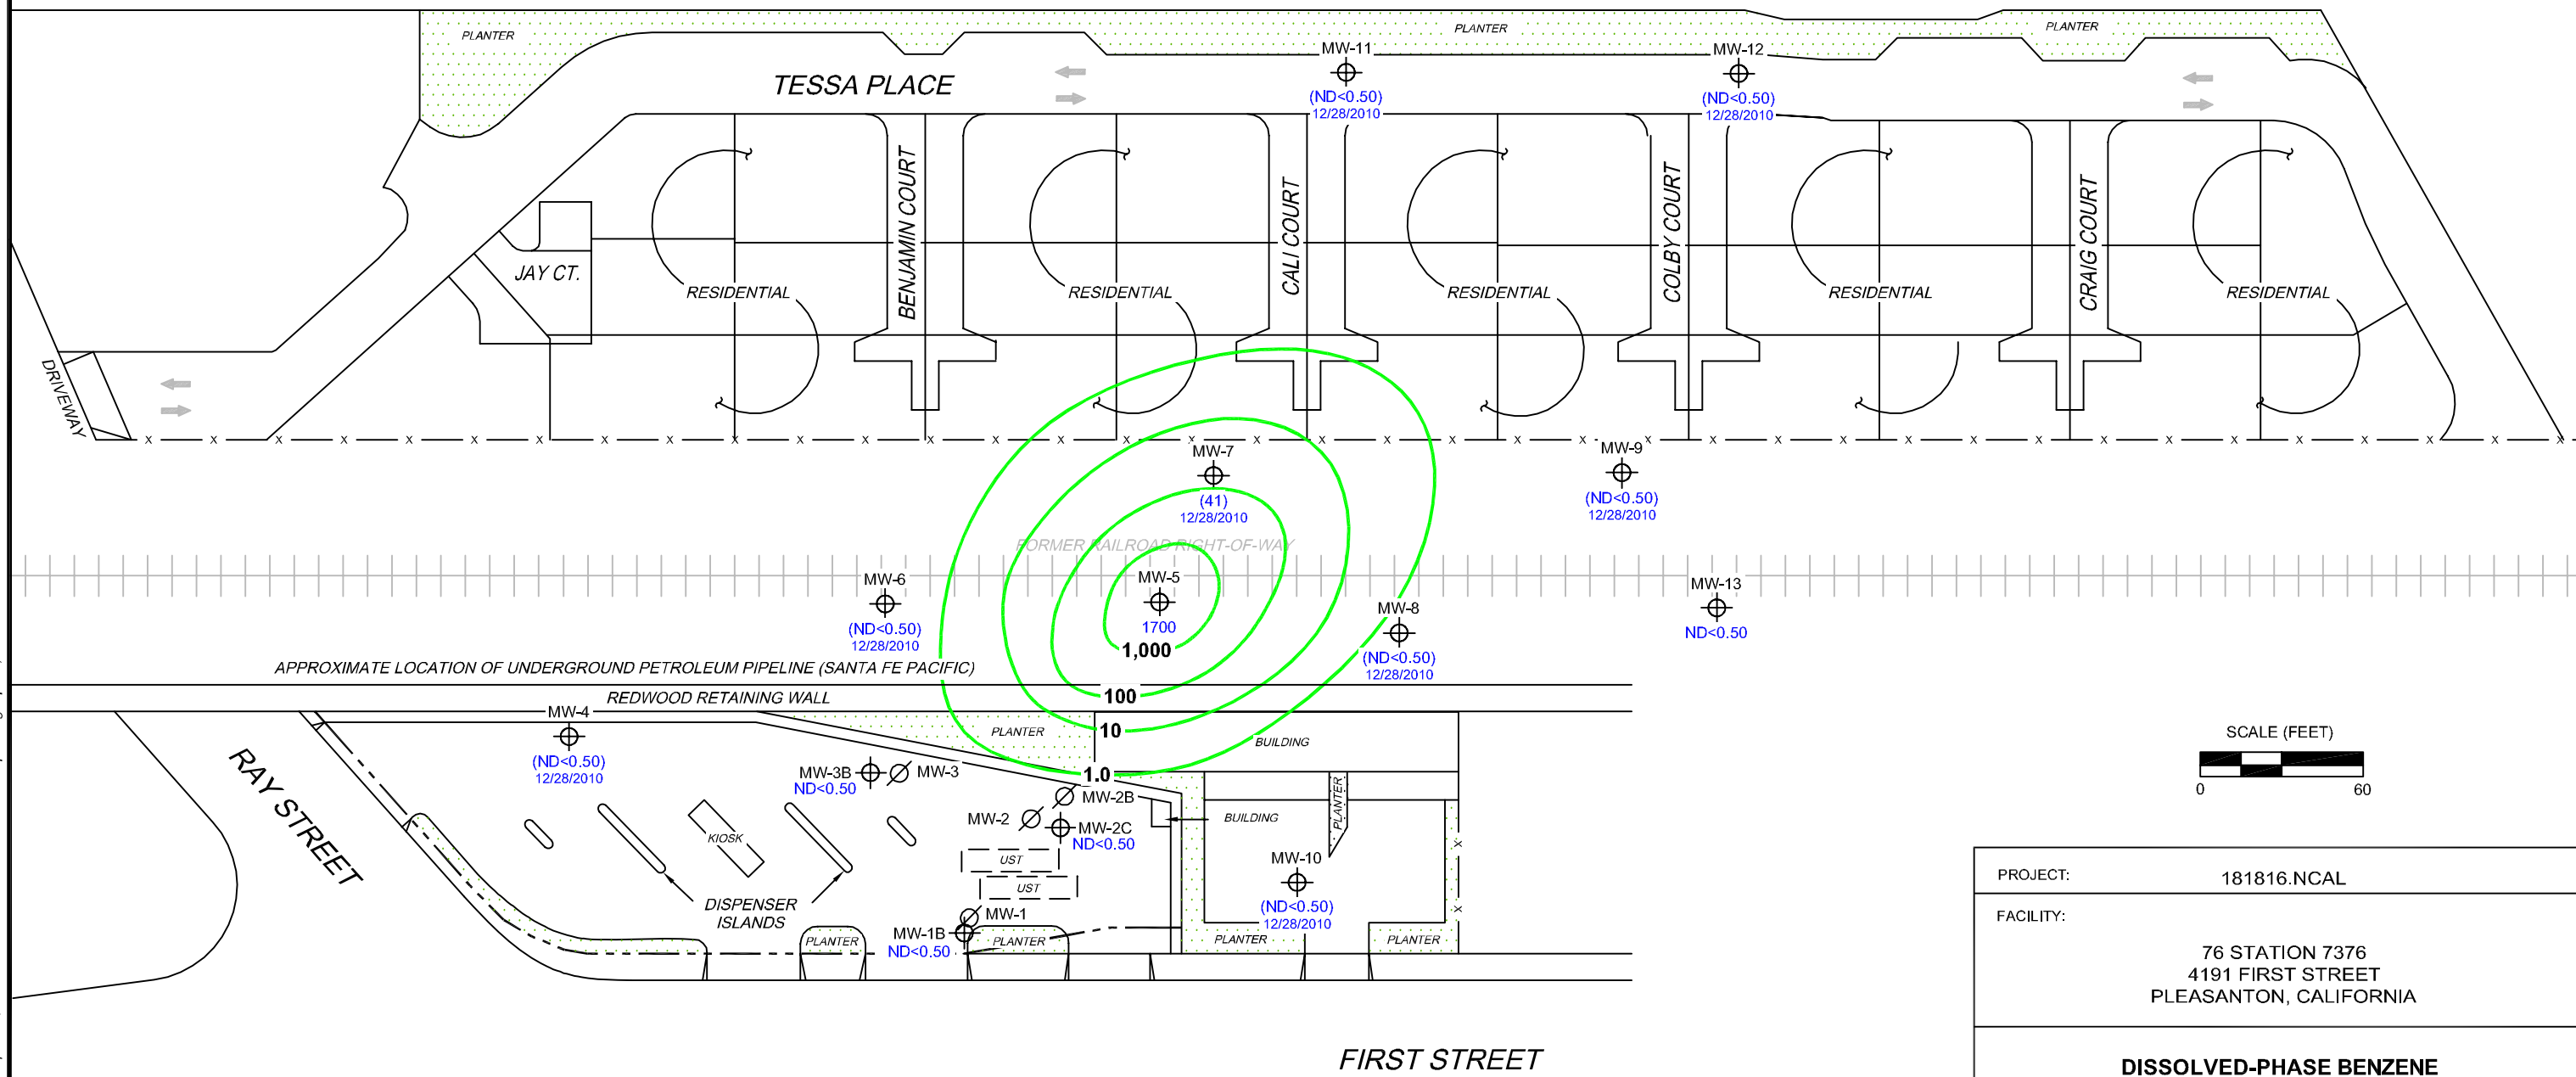 PLANTER
PLANTER
PLANTER
TESSA PLACE
MW-11
(ND<0.50)
12/28/2010
MW-12
(ND<0.50)
12/28/2010
JAY CT.
BENJAMIN COURT
CALI COURT
COLBY COURT
CRAIG COURT
RESIDENTIAL
RESIDENTIAL
RESIDENTIAL
RESIDENTIAL
RESIDENTIAL
DRIVEWAY
MW-7
(41)
12/28/2010
MW-9
(ND<0.50)
12/28/2010
FORMER RAILROAD RIGHT-OF-WAY
MW-6
(ND<0.50)
12/28/2010
MW-5
1700
1,000
MW-8
(ND<0.50)
12/28/2010
MW-13
ND<0.50
APPROXIMATE LOCATION OF UNDERGROUND PETROLEUM PIPELINE (SANTA FE PACIFIC)
REDWOOD RETAINING WALL
100
10
1.0
MW-4
(ND<0.50)
12/28/2010
PLANTER
BUILDING
RAY STREET
MW-3B
ND<0.50
MW-3
MW-2B
MW-2
MW-2C
ND<0.50
BUILDING
PLANTER
KIOSK
UST
UST
DISPENSER
ISLANDS
MW-1
MW-1B
ND<0.50
MW-10
(ND<0.50)
12/28/2010
PLANTER
PLANTER
PLANTER
PLANTER
FIRST STREET
SCALE (FEET)
0 60
PROJECT: 181816.NCAL
FACILITY:
76 STATION 7376
4191 FIRST STREET
PLEASANTON, CALIFORNIA
DISSOLVED-PHASE BENZENE